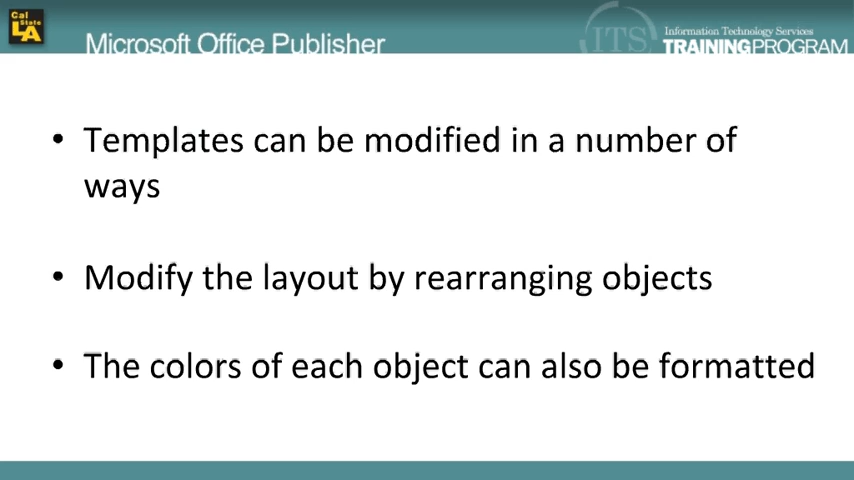 Cal
State
LA
Microsoft Office Publisher
ITS
Information Technology Services
TRAINING PROGRAM
• Templates can be modified in a number of
ways
• Modify the layout by rearranging objects
• The colors of each object can also be formatted